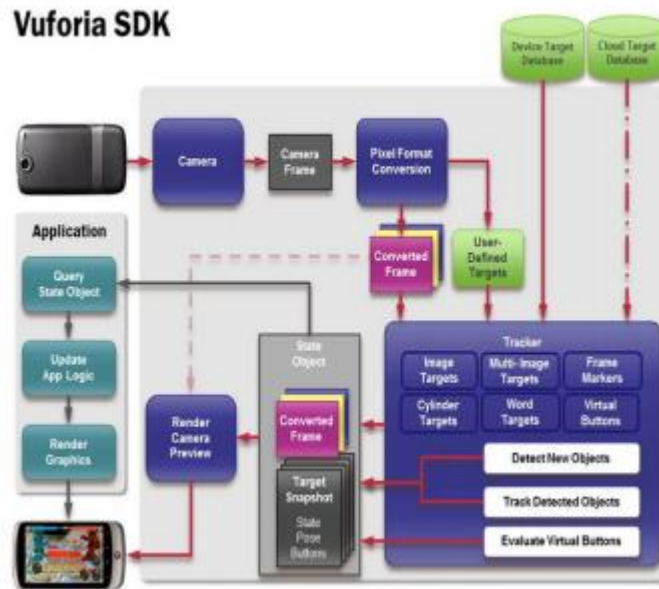 Vuforia SDK
Device Target
Database
Cloud Target
Database
Camera
Camera
Frame
Pixel Format
Conversion
Application
Query
State Object
Update
App Logic
Render
Graphics
Converted
Frame
User-
Defined
Targets
State
Object
Converted
Frame
Target
Snapshot
State
Pose
Buttons
Render
Camera
Preview
Tracker
Image
Targets
Multi-Image
Targets
Frame
Markers
Cylinder
Targets
Word
Targets
Virtual
Buttons
Detect New Objects
Track Detected Objects
Evaluate Virtual Buttons